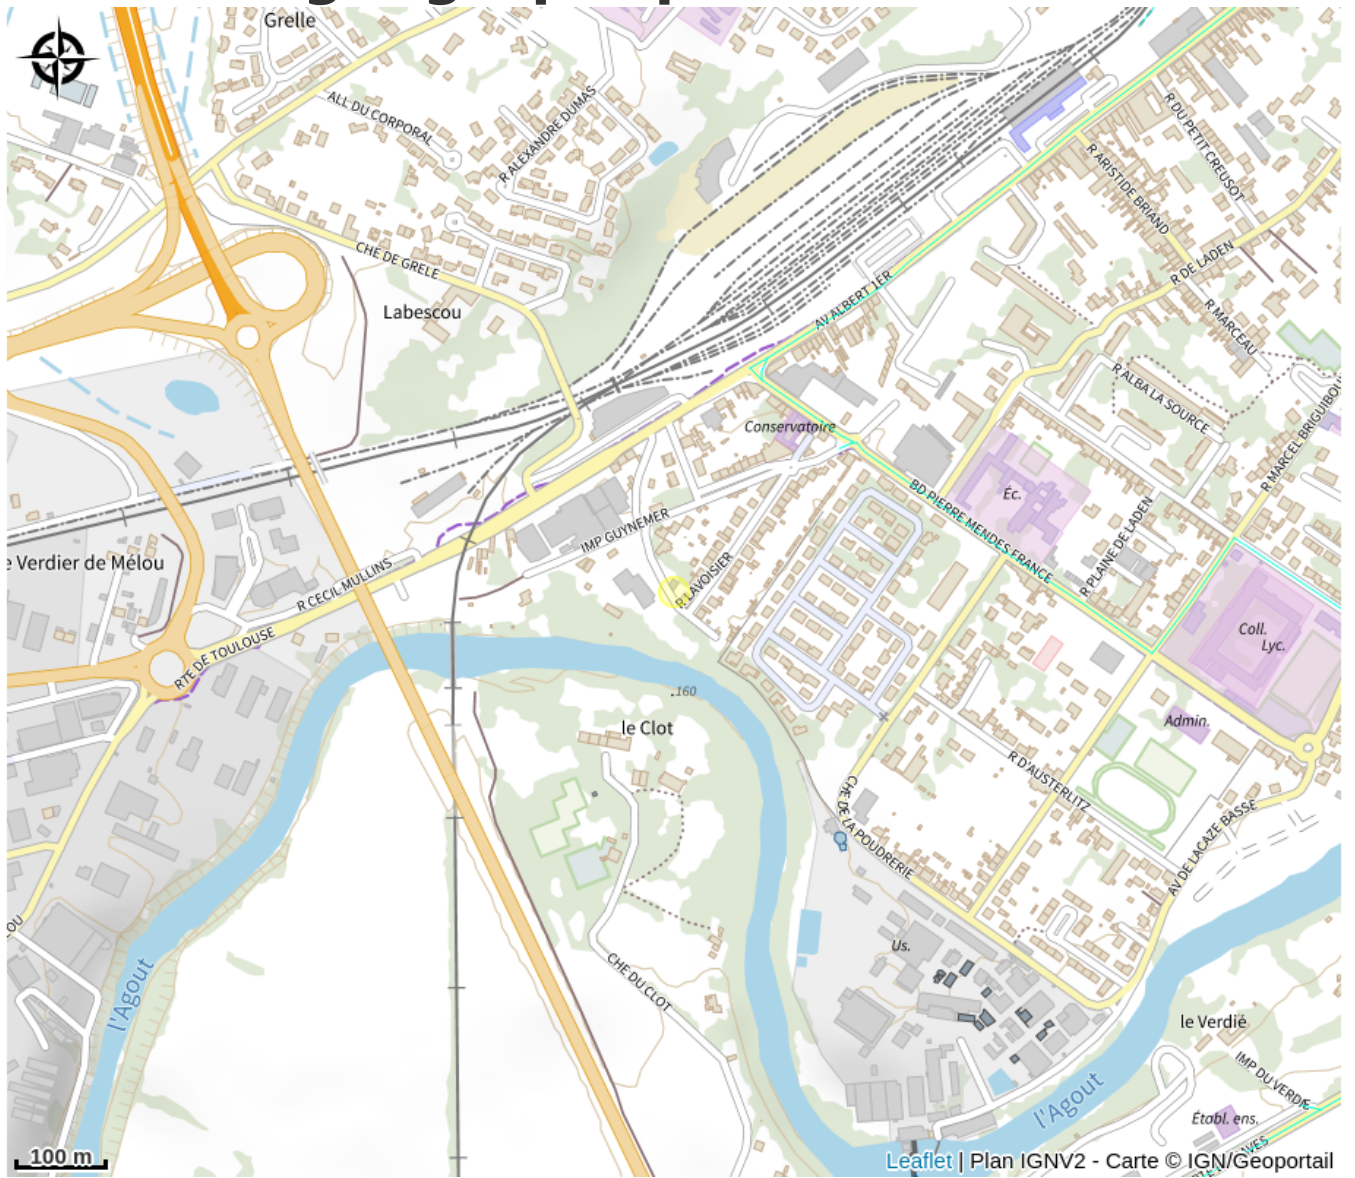 Grelle
ALL DU CORPORAL
R ALEXANDRE DUMAS
R DU PETIT CREUSOT
R ARISTIDE BRIAND
R DE LADEN
CHE DE GRELE
Labescou
AV ALBERT 1ER
R MARCEAU
R ALBA LA SOURCE
R MARCEL BRIGUIBOU
Conservatoire
Éc.
BD PIERRE MENDES FRANCE
R PLAINE DE LADEN
IMP GUYNEMER
e Verdier de Mélou
R CECIL MULLINS
R LAVOISIER
RTE DE TOULOUSE
Coll.
Lyc.
.160
le Clot
Admin.
R D'AUSTERLITZ
CHE DE LA POUDRERIE
AV DE LACAZE BASSE
OU
Us.
l'Agout
CHE DU CLOT
le Verdié
IMP DU VERDIE
l'Agout
Établ. ens.
100 m
Leaflet | Plan IGNV2 - Carte © IGN/Geoportail